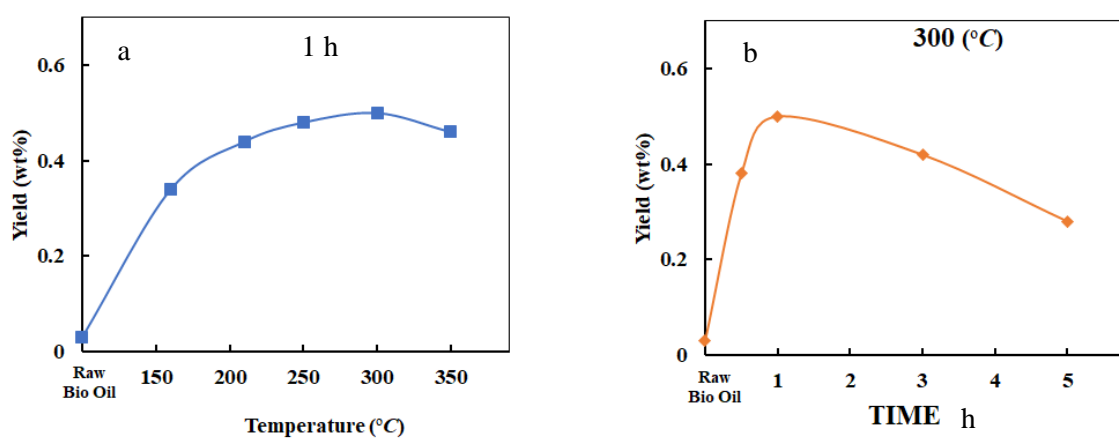 a
1 h
0.6
0.4
0.2
0
Yield (wt%)
Raw
Bio Oil
150 200 250 300 350
Temperature (°C)
b
300 (°C)
0.6
0.4
0.2
0
Yield (wt%)
Raw
Bio Oil
1 2 3 4 5
TIME h